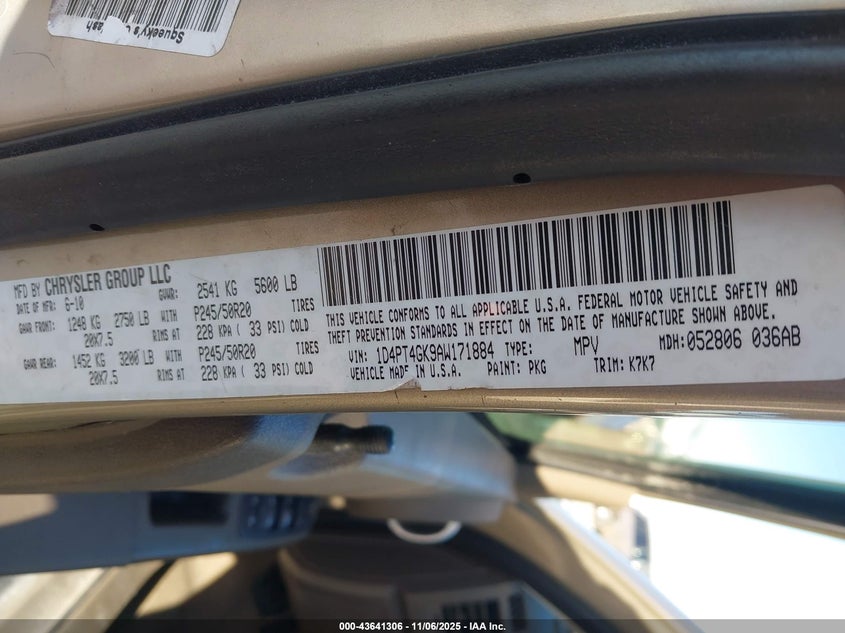 Squeeky's
ash
MFD BY CHRYSLER GROUP LLC
DATE OF MFR: 6-10 GVWR: 2541 KG 5600 LB
GAWR FRONT: 1248 KG 2750 LB WITH P245/50R20 TIRES
20X7.5 RIMS AT 228 KPA ( 33 PSI) COLD
GAWR REAR: 1452 KG 3200 LB WITH P245/50R20 TIRES
20X7.5 RIMS AT 228 KPA ( 33 PSI) COLD
THIS VEHICLE CONFORMS TO ALL APPLICABLE U.S.A. FEDERAL MOTOR VEHICLE SAFETY AND
THEFT PREVENTION STANDARDS IN EFFECT ON THE DATE OF MANUFACTURE SHOWN ABOVE.
VIN: 1D4PT4GK9AW171884 TYPE: MPV MDH: 052806 036AB
VEHICLE MADE IN U.S.A. PAINT: PKG TRIM: K7K7
000-43641306 - 11/06/2025 - IAA Inc.